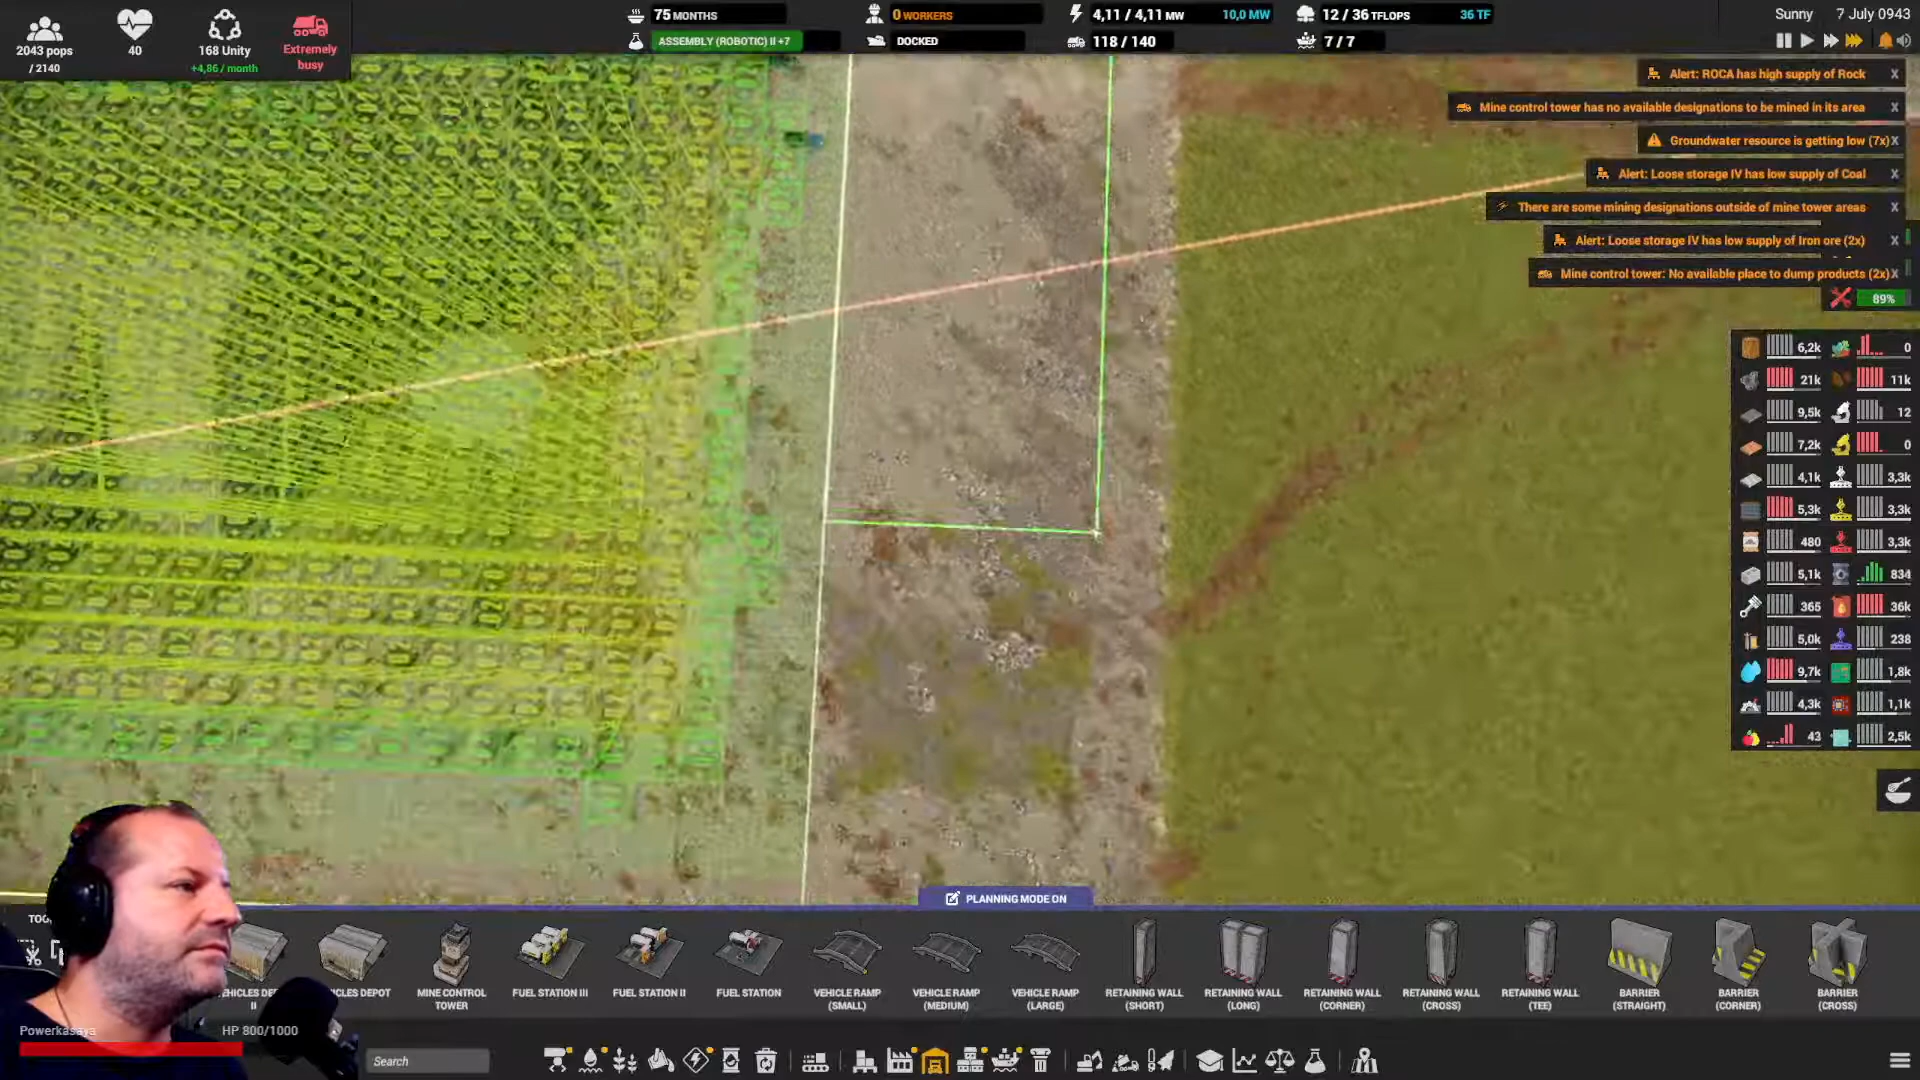 2043 pops
/ 2140
40
168 Unity
+4,86 / month
Extremely
busy
75 MONTHS
ASSEMBLY (ROBOTIC) II +7
0 WORKERS
DOCKED
4,11 / 4,11 MW
10,0 MW
118 / 140
12 / 36 TFLOPS
36 TF
7 / 7
Sunny
7 July 0943
Alert: ROCA has high supply of Rock
X
Mine control tower has no available designations to be mined in its area
X
Groundwater resource is getting low (7x)
X
Alert: Loose storage IV has low supply of Coal
X
There are some mining designations outside of mine tower areas
X
Alert: Loose storage IV has low supply of Iron ore (2x)
X
Mine control tower: No available place to dump products (2x)
X
89%
6,2k
0
21k
11k
9,5k
12
7,2k
0
4,1k
3,3k
5,3k
3,3k
480
3,3k
5,1k
834
365
36k
5,0k
238
9,7k
1,8k
4,3k
1,1k
43
2,5k
PLANNING MODE ON
II
MINE CONTROL
TOWER
FUEL STATION III
FUEL STATION II
FUEL STATION
VEHICLE RAMP
(SMALL)
VEHICLE RAMP
(MEDIUM)
VEHICLE RAMP
(LARGE)
RETAINING WALL
(SHORT)
RETAINING WALL
(LONG)
RETAINING WALL
(CORNER)
RETAINING WALL
(CROSS)
RETAINING WALL
(TEE)
BARRIER
(STRAIGHT)
BARRIER
(CORNER)
BARRIER
(CROSS)
Powerkasaya
HP 800/1000
Search